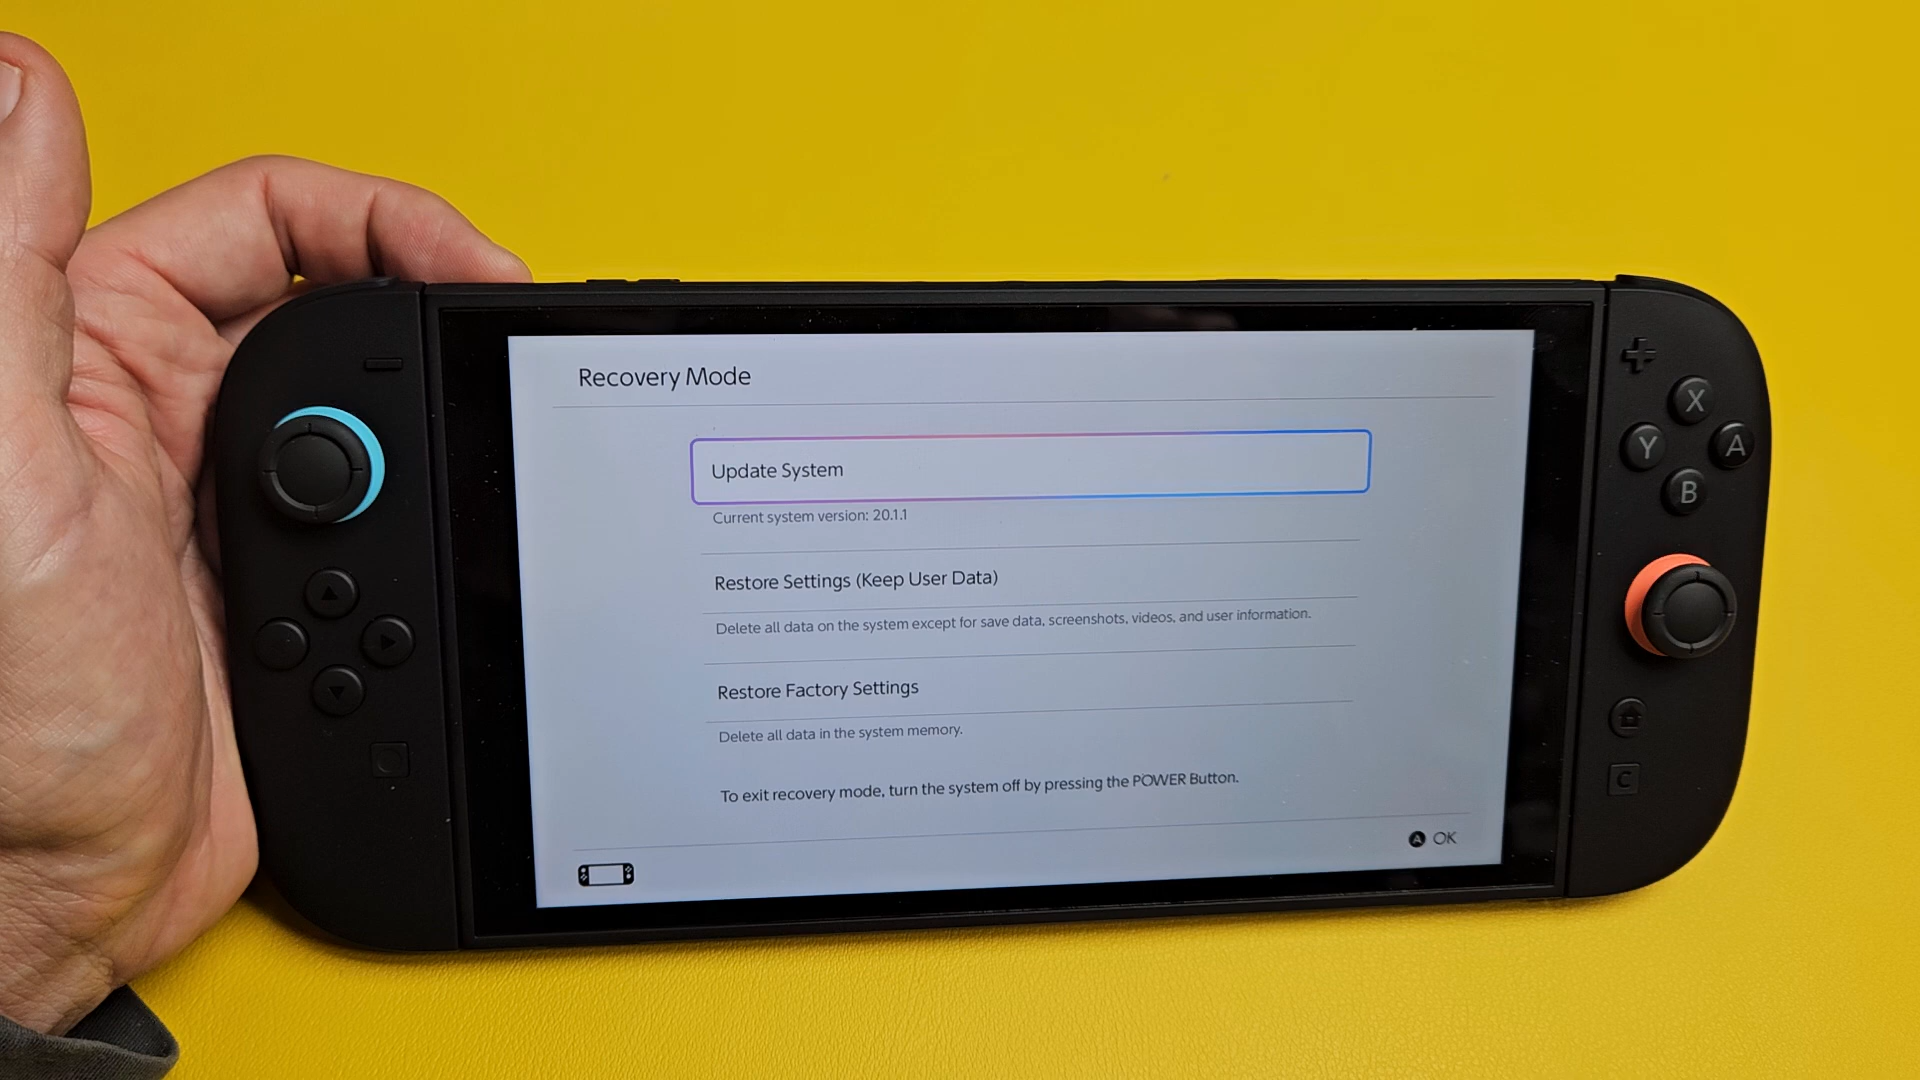 Recovery Mode
Update System
Current system version: 20.1.1
Restore Settings (Keep User Data)
Delete all data on the system except for save data, screenshots, videos, and user information.
Restore Factory Settings
Delete all data in the system memory.
To exit recovery mode, turn the system off by pressing the POWER Button.
A OK
X
Y
A
B
C